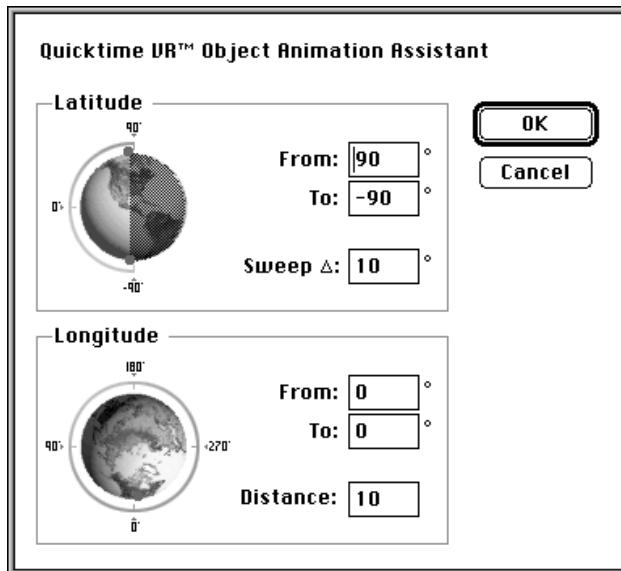 Quicktime VR™ Object Animation Assistant
Latitude
90°
0°
-90°
From: 90 °
To: -90 °
Sweep Δ: 10 °
OK
Cancel
Longitude
180°
90°
270°
0°
From: 0 °
To: 0 °
Distance: 10